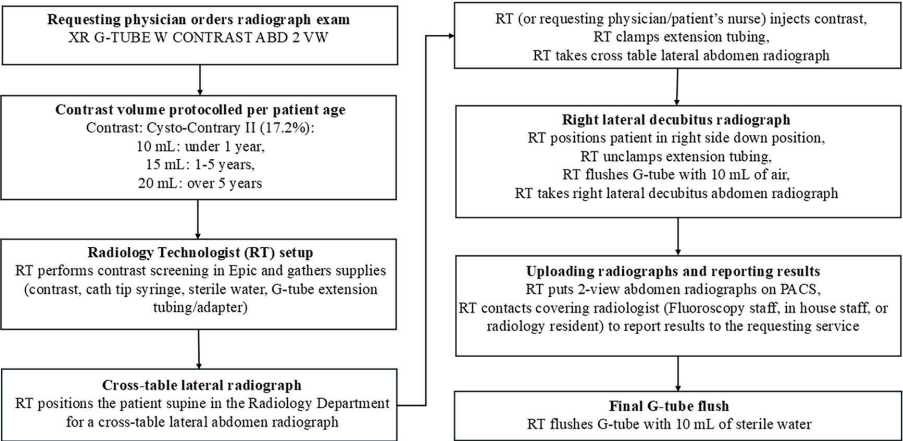 Requesting physician orders radiograph exam
XR G-TUBE W CONTRAST ABD 2 VW
Contrast volume protocolled per patient age
Contrast: Cysto-Contrary II (17.2%):
10 mL: under 1 year,
15 mL: 1-5 years,
20 mL: over 5 years
Radiology Technologist (RT) setup
RT performs contrast screening in Epic and gathers supplies
(contrast, cath tip syringe, sterile water, G-tube extension
tubing/adapter)
Cross-table lateral radiograph
RT positions the patient supine in the Radiology Department
for a cross-table lateral abdomen radiograph
RT (or requesting physician/patient's nurse) injects contrast,
RT clamps extension tubing,
RT takes cross table lateral abdomen radiograph
Right lateral decubitus radiograph
RT positions patient in right side down position,
RT unclamps extension tubing,
RT flushes G-tube with 10 mL of air,
RT takes right lateral decubitus abdomen radiograph
Uploading radiographs and reporting results
RT puts 2-view abdomen radiographs on PACS,
RT contacts covering radiologist (Fluoroscopy staff, in house staff, or
radiology resident) to report results to the requesting service
Final G-tube flush
RT flushes G-tube with 10 mL of sterile water